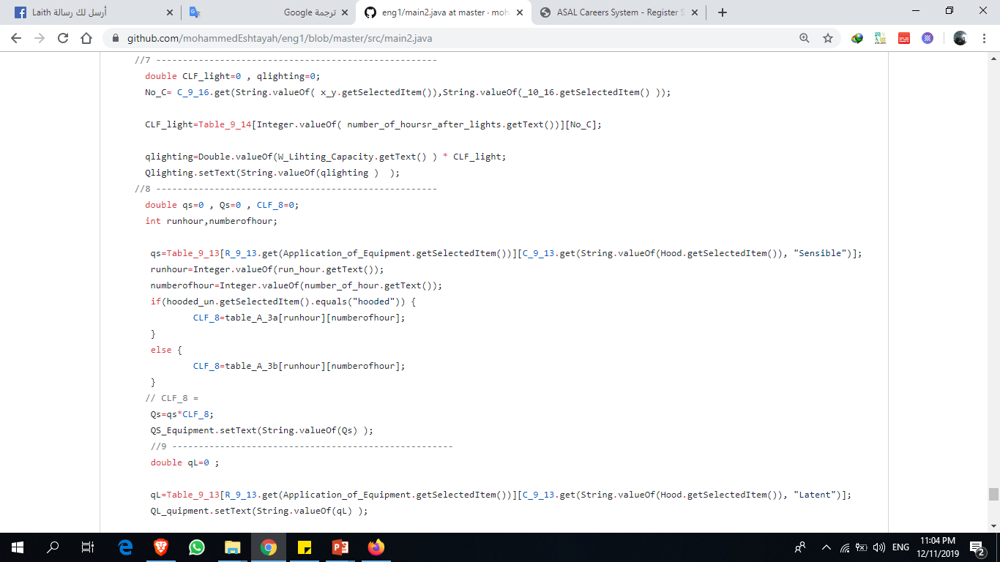 أرسل لك رسالة Laith
ترجمة Google
eng1/main2.java at master · moh
ASAL Careers System - Register S
github.com/mohammedEshtayah/eng1/blob/master/src/main2.java
//7 -----------------------------------------------------
double CLF_light=0 , qlighting=0;
No_C= C_9_16.get(String.valueOf( x_y.getSelectedItem()),String.valueOf(_10_16.getSelectedItem() ));
CLF_light=Table_9_14[Integer.valueOf( number_of_hoursr_after_lights.getText())][No_C];
qlighting=Double.valueOf(W_Lihting_Capacity.getText() ) * CLF_light;
Qlighting.setText(String.valueOf(qlighting )  );
//8 -----------------------------------------------------
double qs=0 , Qs=0 , CLF_8=0;
int runhour,numberofhour;
qs=Table_9_13[R_9_13.get(Application_of_Equipment.getSelectedItem())][C_9_13.get(String.valueOf(Hood.getSelectedItem()), "Sensible")];
runhour=Integer.valueOf(run_hour.getText());
numberofhour=Integer.valueOf(number_of_hour.getText());
if(hooded_un.getSelectedItem().equals("hooded")) {
CLF_8=table_A_3a[runhour][numberofhour];
}
else {
CLF_8=table_A_3b[runhour][numberofhour];
}
// CLF_8 =
Qs=qs*CLF_8;
QS_Equipment.setText(String.valueOf(Qs) );
//9 -----------------------------------------------------
double qL=0 ;
qL=Table_9_13[R_9_13.get(Application_of_Equipment.getSelectedItem())][C_9_13.get(String.valueOf(Hood.getSelectedItem()), "Latent")];
QL_quipment.setText(String.valueOf(qL) );
ENG
11:04 PM
12/11/2019
2